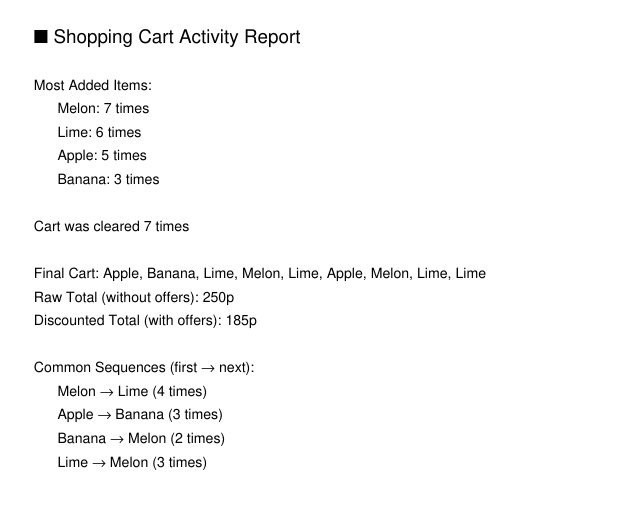 ■ Shopping Cart Activity Report
Most Added Items:
Melon: 7 times
Lime: 6 times
Apple: 5 times
Banana: 3 times
Cart was cleared 7 times
Final Cart: Apple, Banana, Lime, Melon, Lime, Apple, Melon, Lime, Lime
Raw Total (without offers): 250p
Discounted Total (with offers): 185p
Common Sequences (first → next):
Melon → Lime (4 times)
Apple → Banana (3 times)
Banana → Melon (2 times)
Lime → Melon (3 times)